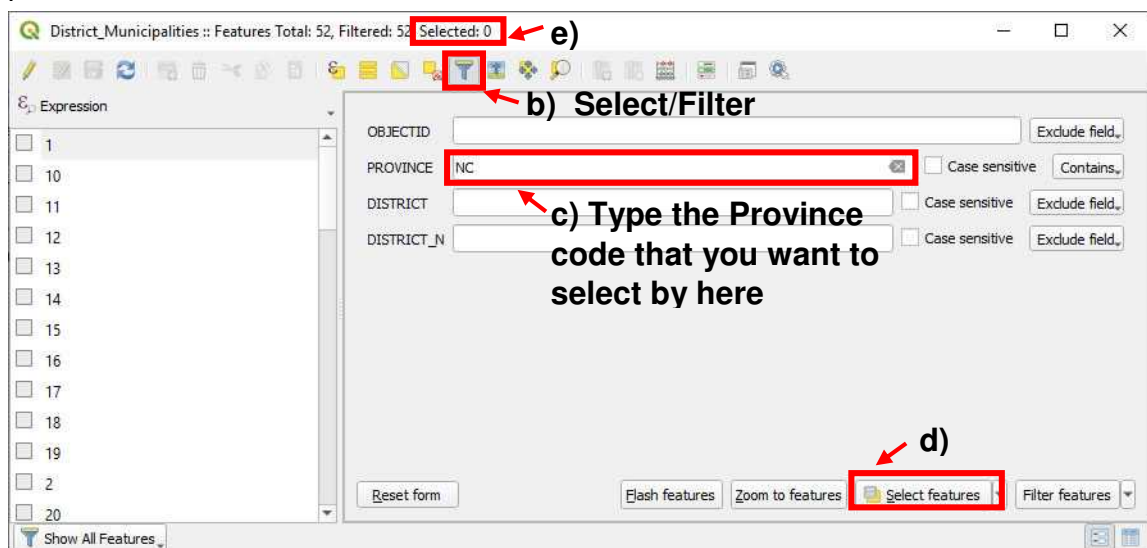 District_Municipalities :: Features Total: 52, Filtered: 52, Selected: 0
e)
Expression
b) Select/Filter
OBJECTID
Exclude field
PROVINCE NC Case sensitive Contains
DISTRICT Case sensitive Exclude field
DISTRICT_N Case sensitive Exclude field
c) Type the Province
code that you want to
select by here
1
10
11
12
13
14
15
16
17
18
19
2
20
d)
Reset form Flash features Zoom to features Select features Filter features
Show All Features